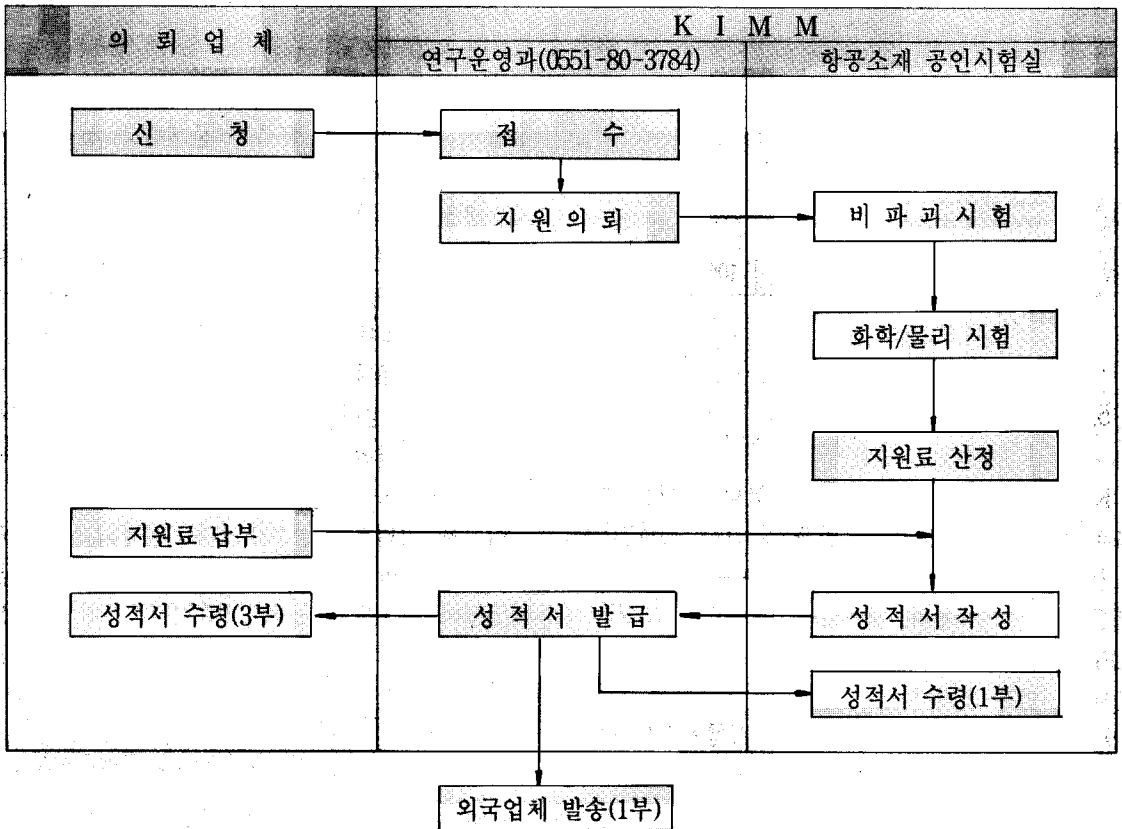 의 뢰 업 체
K I M M
연구운영과(0551-80-3784)
항공소재 공인시험실
신 청
접 수
지 원 의 뢰
비 파 괴 시 험
화학/물리 시험
지원료 산정
지원료 납부
성적서 수령(3부)
성 적 서 발 급
성 적 서 작 성
성적서 수령(1부)
외국업체 발송(1부)